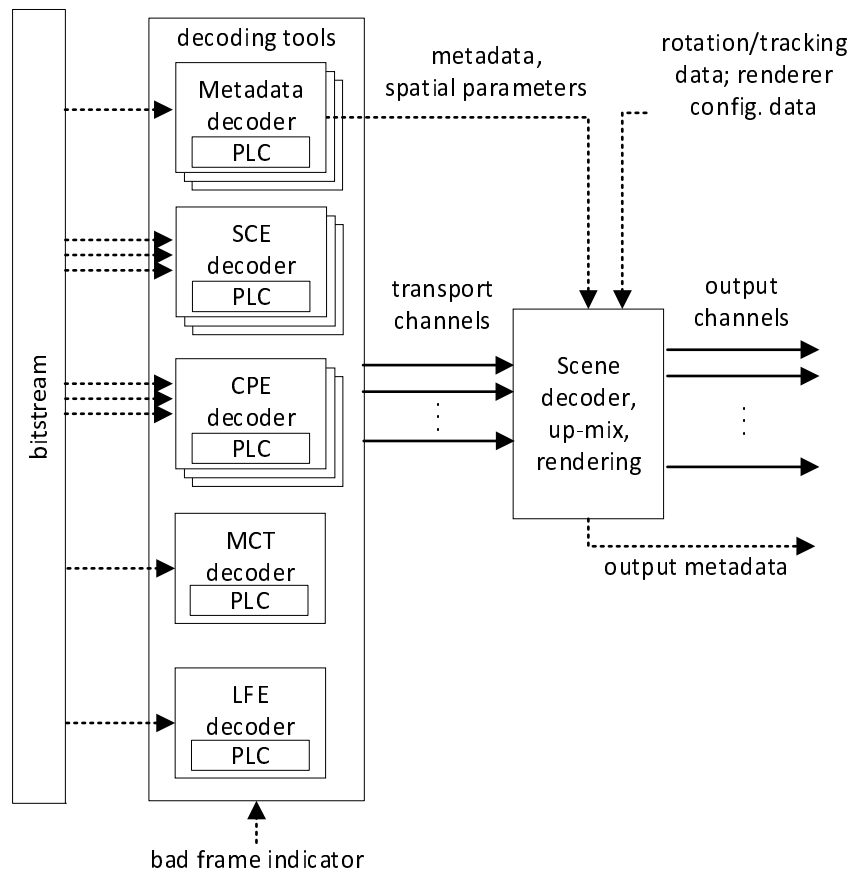 bitstream
decoding tools
Metadata
decoder
PLC
SCE
decoder
PLC
CPE
decoder
PLC
MCT
decoder
PLC
LFE
decoder
PLC
bad frame indicator
metadata,
spatial parameters
rotation/tracking
data; renderer
config. data
transport
channels
Scene
decoder,
up-mix,
rendering
output
channels
output metadata